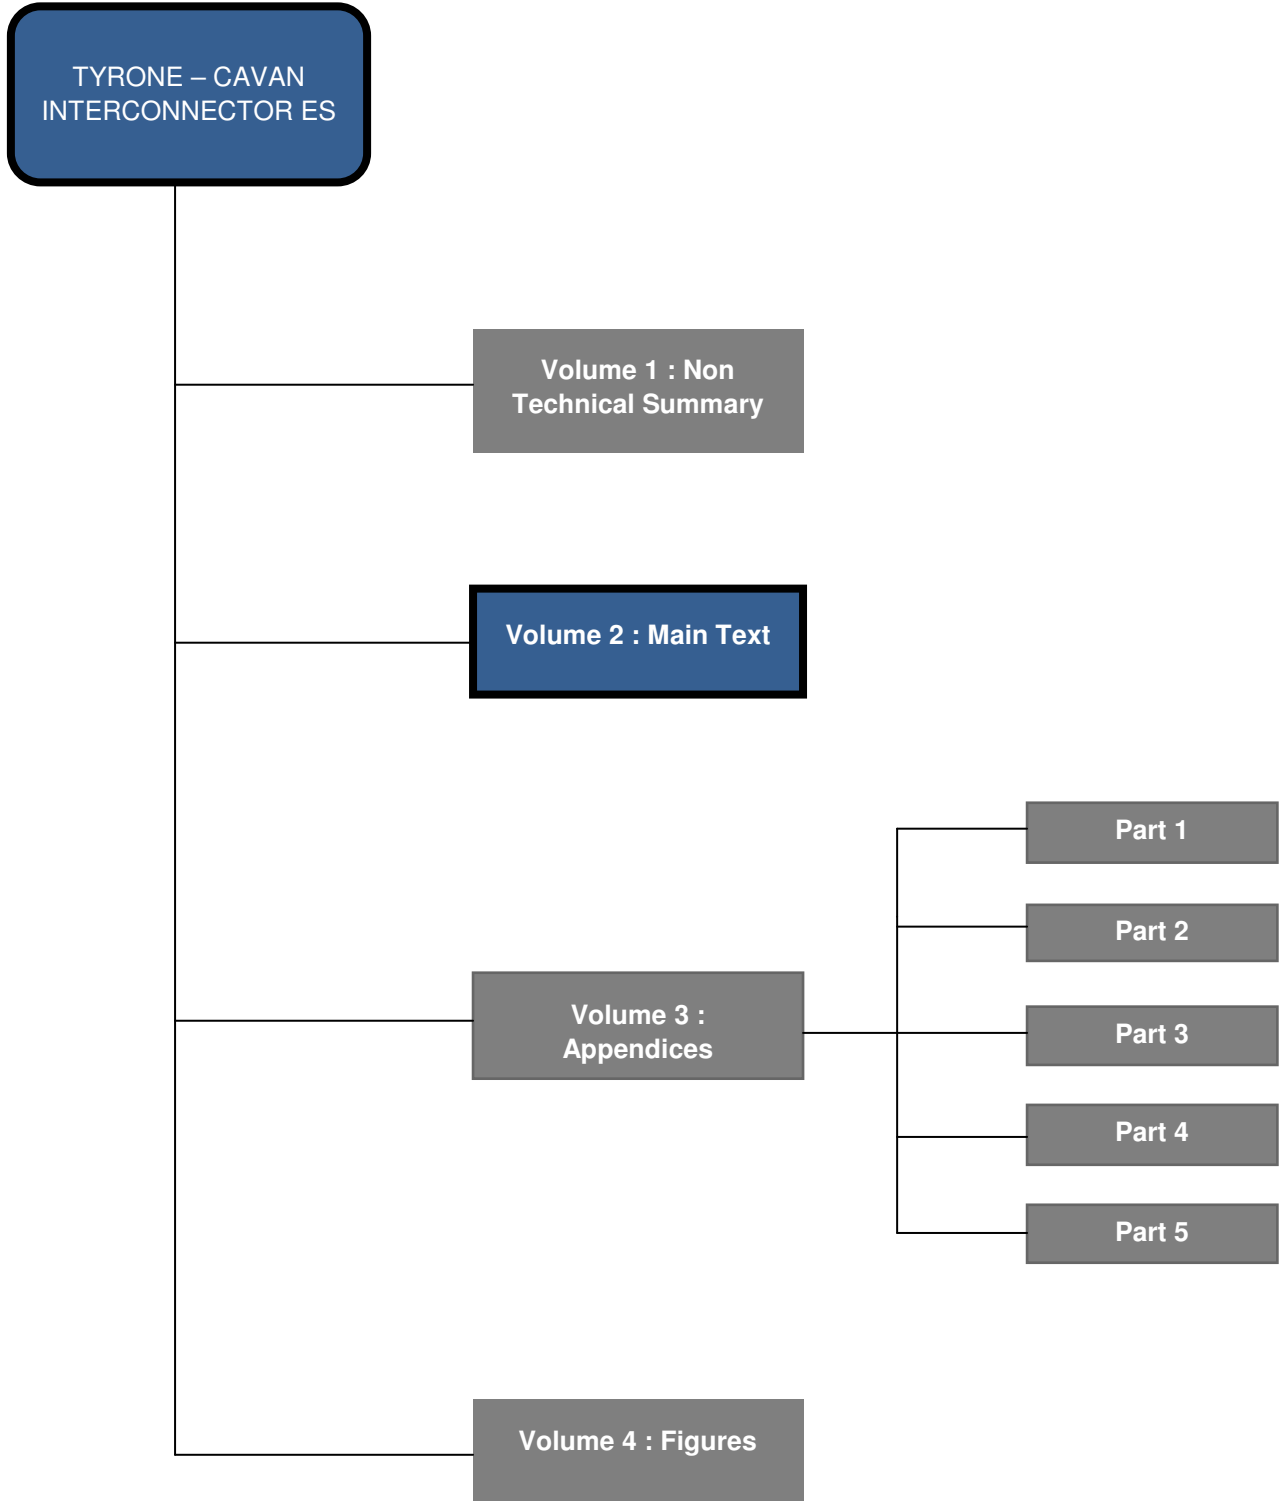 TYRONE – CAVAN
INTERCONNECTOR ES
Volume 1 : Non
Technical Summary
Volume 2 : Main Text
Volume 3 :
Appendices
Part 1
Part 2
Part 3
Part 4
Part 5
Volume 4 : Figures